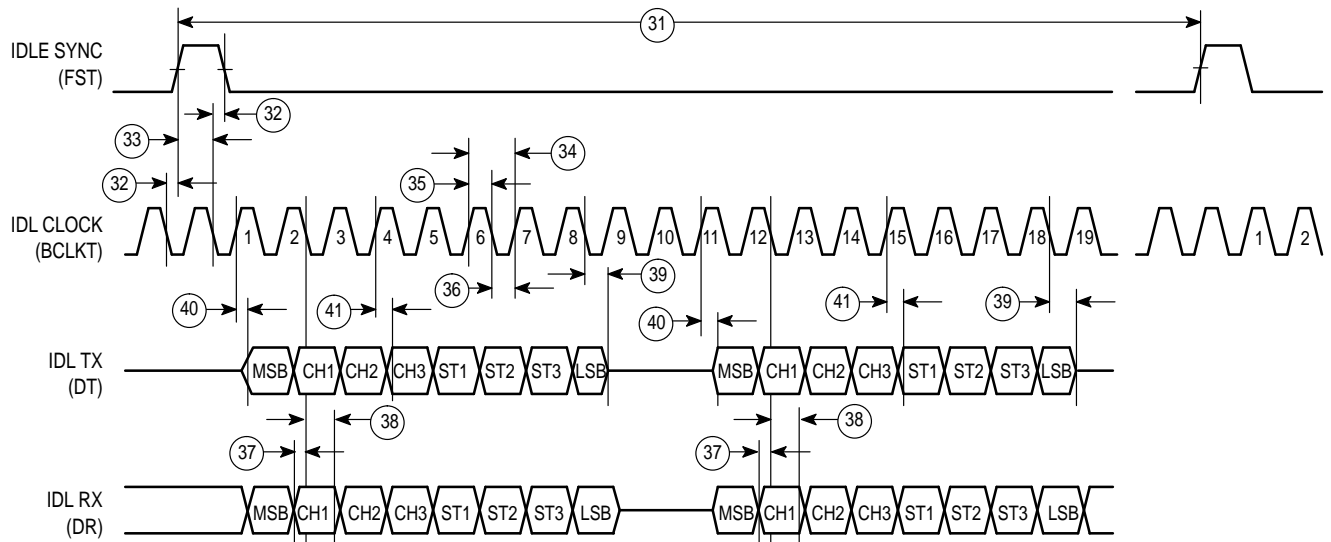 31
IDLE SYNC
(FST)
32
33
34
32
35
IDL CLOCK
(BCLKT)
1 2 3 4 5 6 7 8 9 10 11 12 13 14 15 16 17 18 19 1 2
36 39
40 41 40 41 39
IDL TX
(DT)
MSB CH1 CH2 CH3 ST1 ST2 ST3 LSB MSB CH1 CH2 CH3 ST1 ST2 ST3 LSB
38 38
37 37
IDL RX
(DR)
MSB CH1 CH2 CH3 ST1 ST2 ST3 LSB MSB CH1 CH2 CH3 ST1 ST2 ST3 LSB